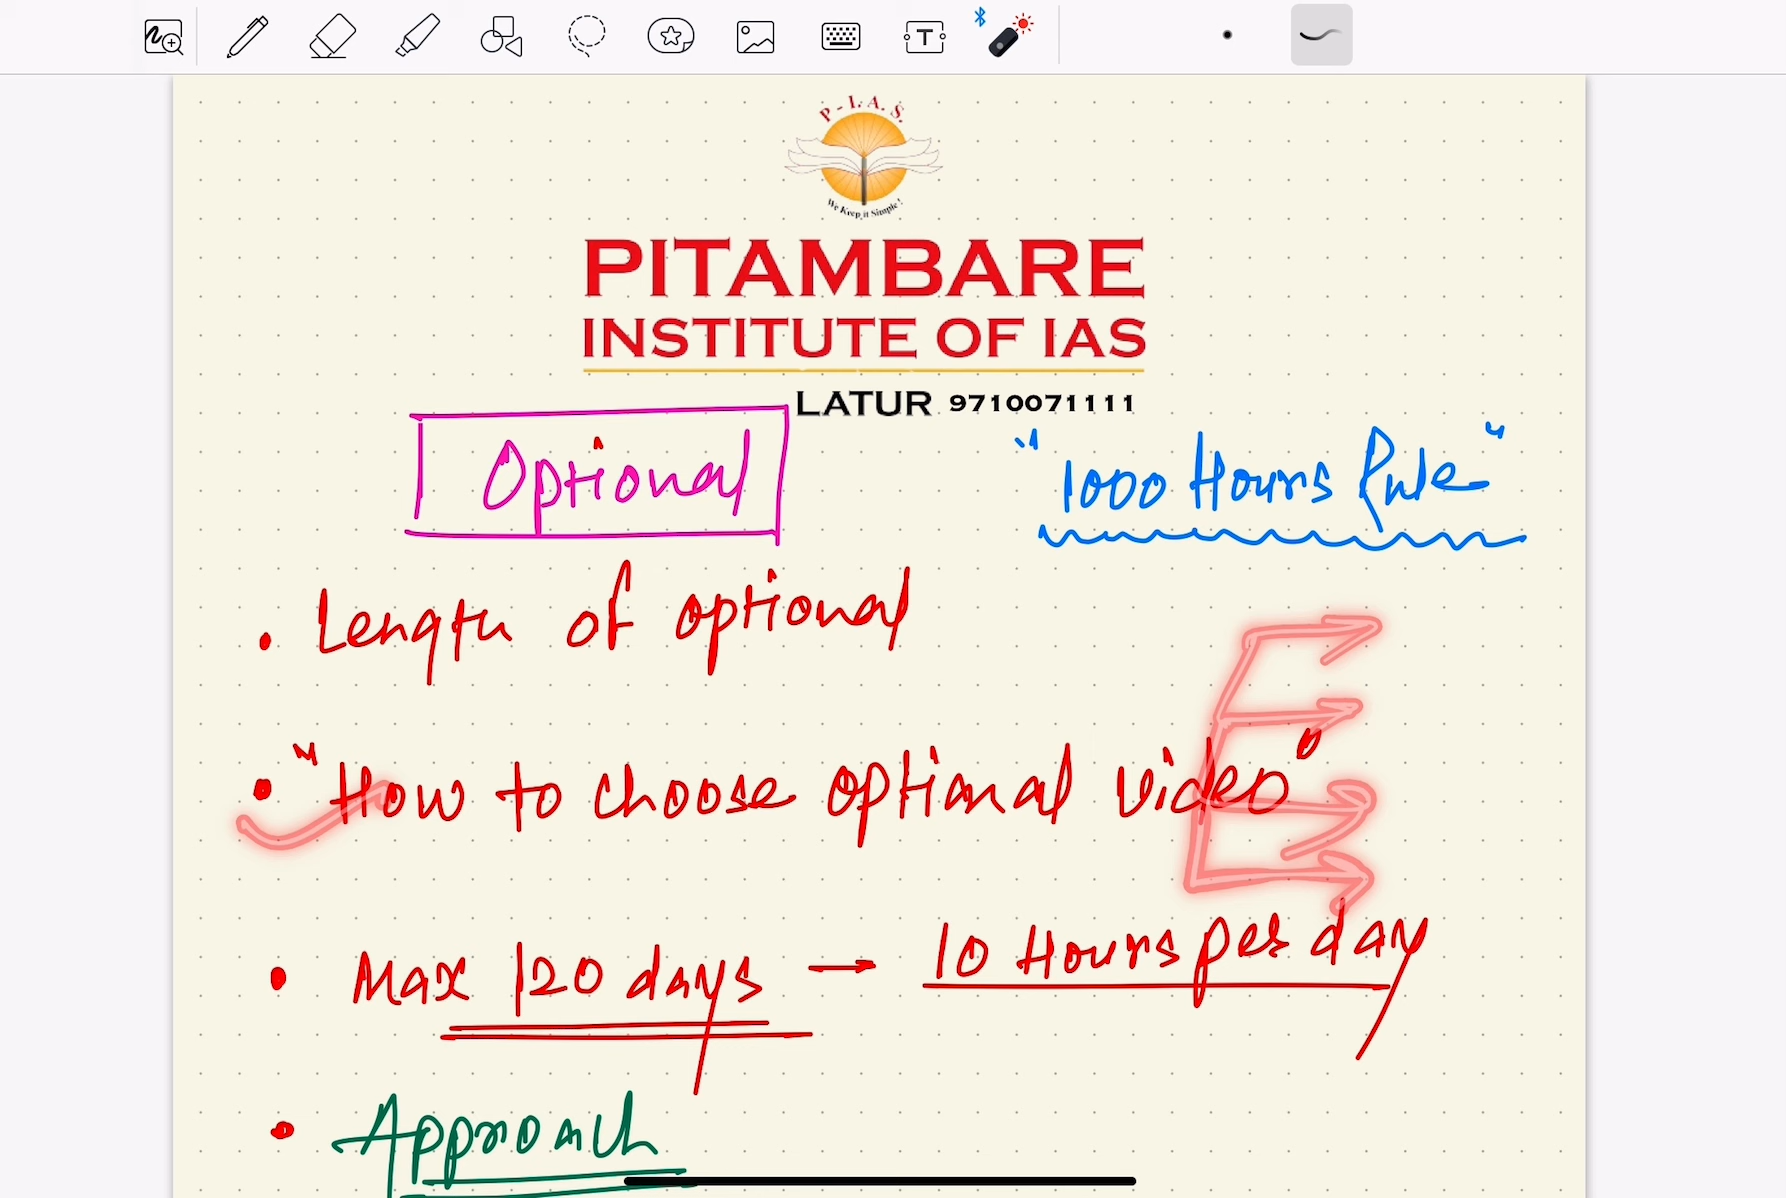 P-I.A.S.
We Keep it Simple!
PITAMBARE
INSTITUTE OF IAS
LATUR 9710071111
Optional
"1000 Hours Rule"
. Length of optional
• "How to choose optional video"
• Max 120 days → 10 Hours per day
• Approach